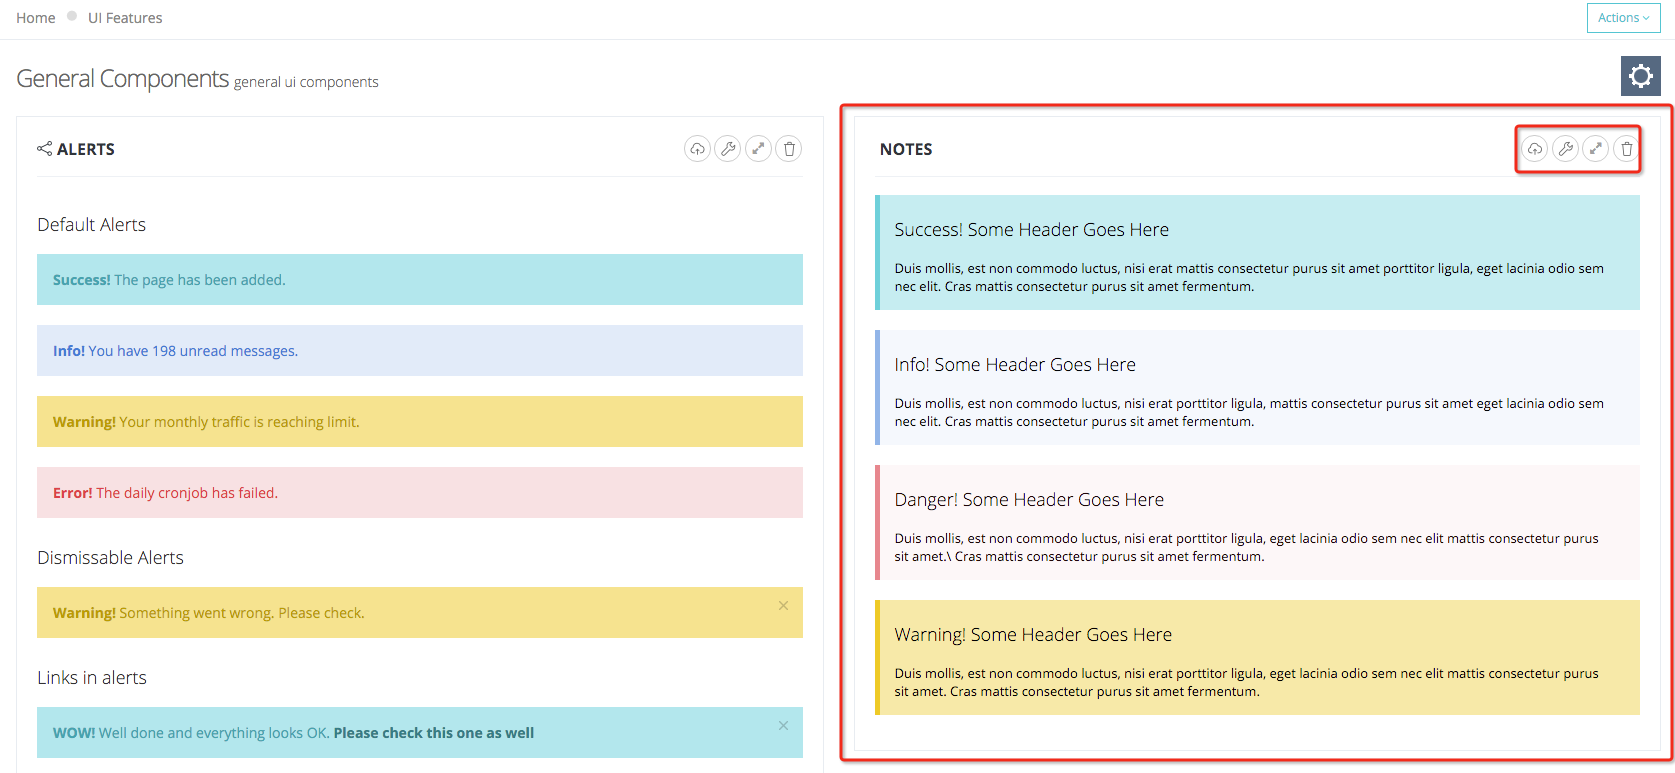 Home UI Features
Actions
General Components general ui components
ALERTS
Default Alerts
Success! The page has been added.
Info! You have 198 unread messages.
Warning! Your monthly traffic is reaching limit.
Error! The daily cronjob has failed.
Dismissable Alerts
Warning! Something went wrong. Please check.
Links in alerts
WOW! Well done and everything looks OK. Please check this one as well
NOTES
Success! Some Header Goes Here
Duis mollis, est non commodo luctus, nisi erat mattis consectetur purus sit amet porttitor ligula, eget lacinia odio sem
nec elit. Cras mattis consectetur purus sit amet fermentum.
Info! Some Header Goes Here
Duis mollis, est non commodo luctus, nisi erat porttitor ligula, mattis consectetur purus sit amet eget lacinia odio sem
nec elit. Cras mattis consectetur purus sit amet fermentum.
Danger! Some Header Goes Here
Duis mollis, est non commodo luctus, nisi erat porttitor ligula, eget lacinia odio sem nec elit mattis consectetur purus
sit amet.\ Cras mattis consectetur purus sit amet fermentum.
Warning! Some Header Goes Here
Duis mollis, est non commodo luctus, nisi erat porttitor ligula, eget lacinia odio sem nec elit mattis consectetur purus
sit amet. Cras mattis consectetur purus sit amet fermentum.